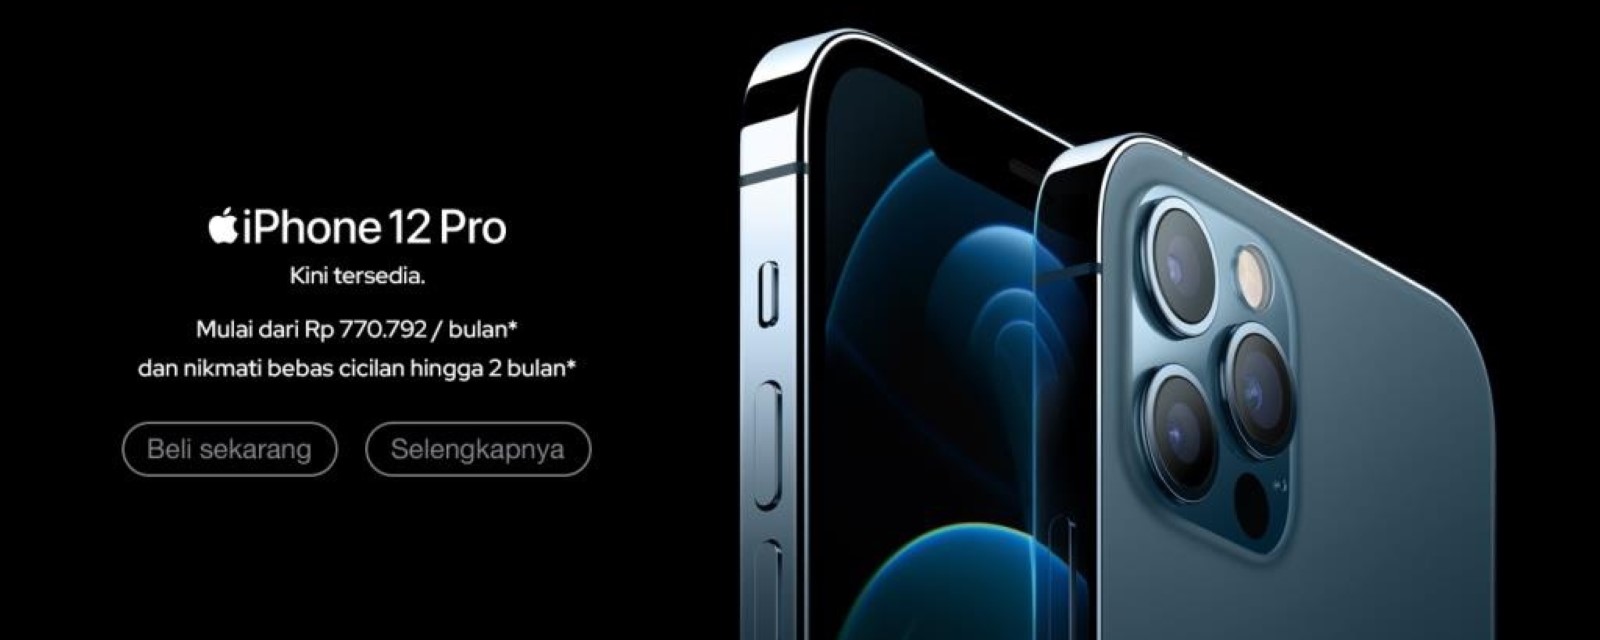 iPhone 12 Pro
Kini tersedia.
Mulai dari Rp 770.792 / bulan*
dan nikmati bebas cicilan hingga 2 bulan*
Beli sekarang
Selengkapnya